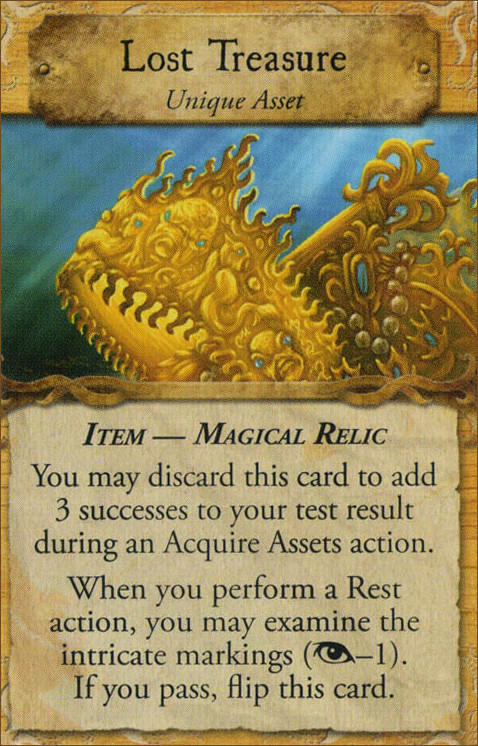 Lost Treasure
Unique Asset
Item — Magical Relic
You may discard this card to add
3 successes to your test result
during an Acquire Assets action.
When you perform a Rest
action, you may examine the
intricate markings (–1).
If you pass, flip this card.